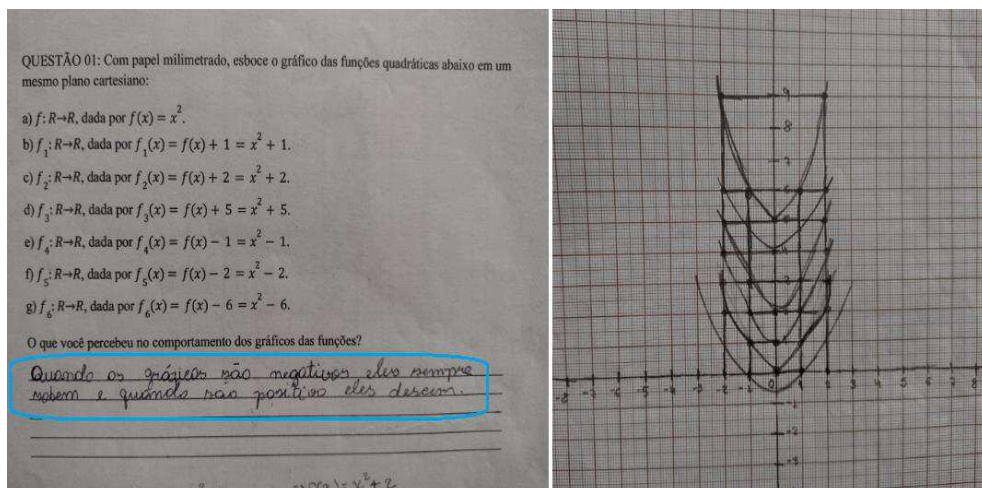 QUESTÃO 01: Com papel milimetrado, esboce o gráfico das funções quadráticas abaixo em um
mesmo plano cartesiano:
a) f: R→R, dada por f(x) = x².
b) f₁: R→R, dada por f₁(x) = f(x) + 1 = x² + 1.
c) f₂: R→R, dada por f₂(x) = f(x) + 2 = x² + 2.
d) f₃: R→R, dada por f₃(x) = f(x) + 5 = x² + 5.
e) f₄: R→R, dada por f₄(x) = f(x) − 1 = x² − 1.
f) f₅: R→R, dada por f₅(x) = f(x) − 2 = x² − 2.
g) f₆: R→R, dada por f₆(x) = f(x) − 6 = x² − 6.
O que você percebeu no comportamento dos gráficos das funções?
Quando os gráficos são negativos eles sempre
sobem e quando são positivo eles descem.
9
8
7